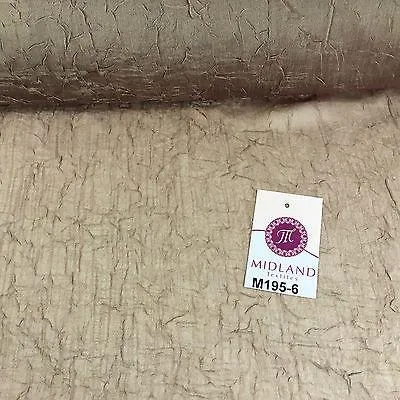 M
MIDLAND
Textiles
M195-6